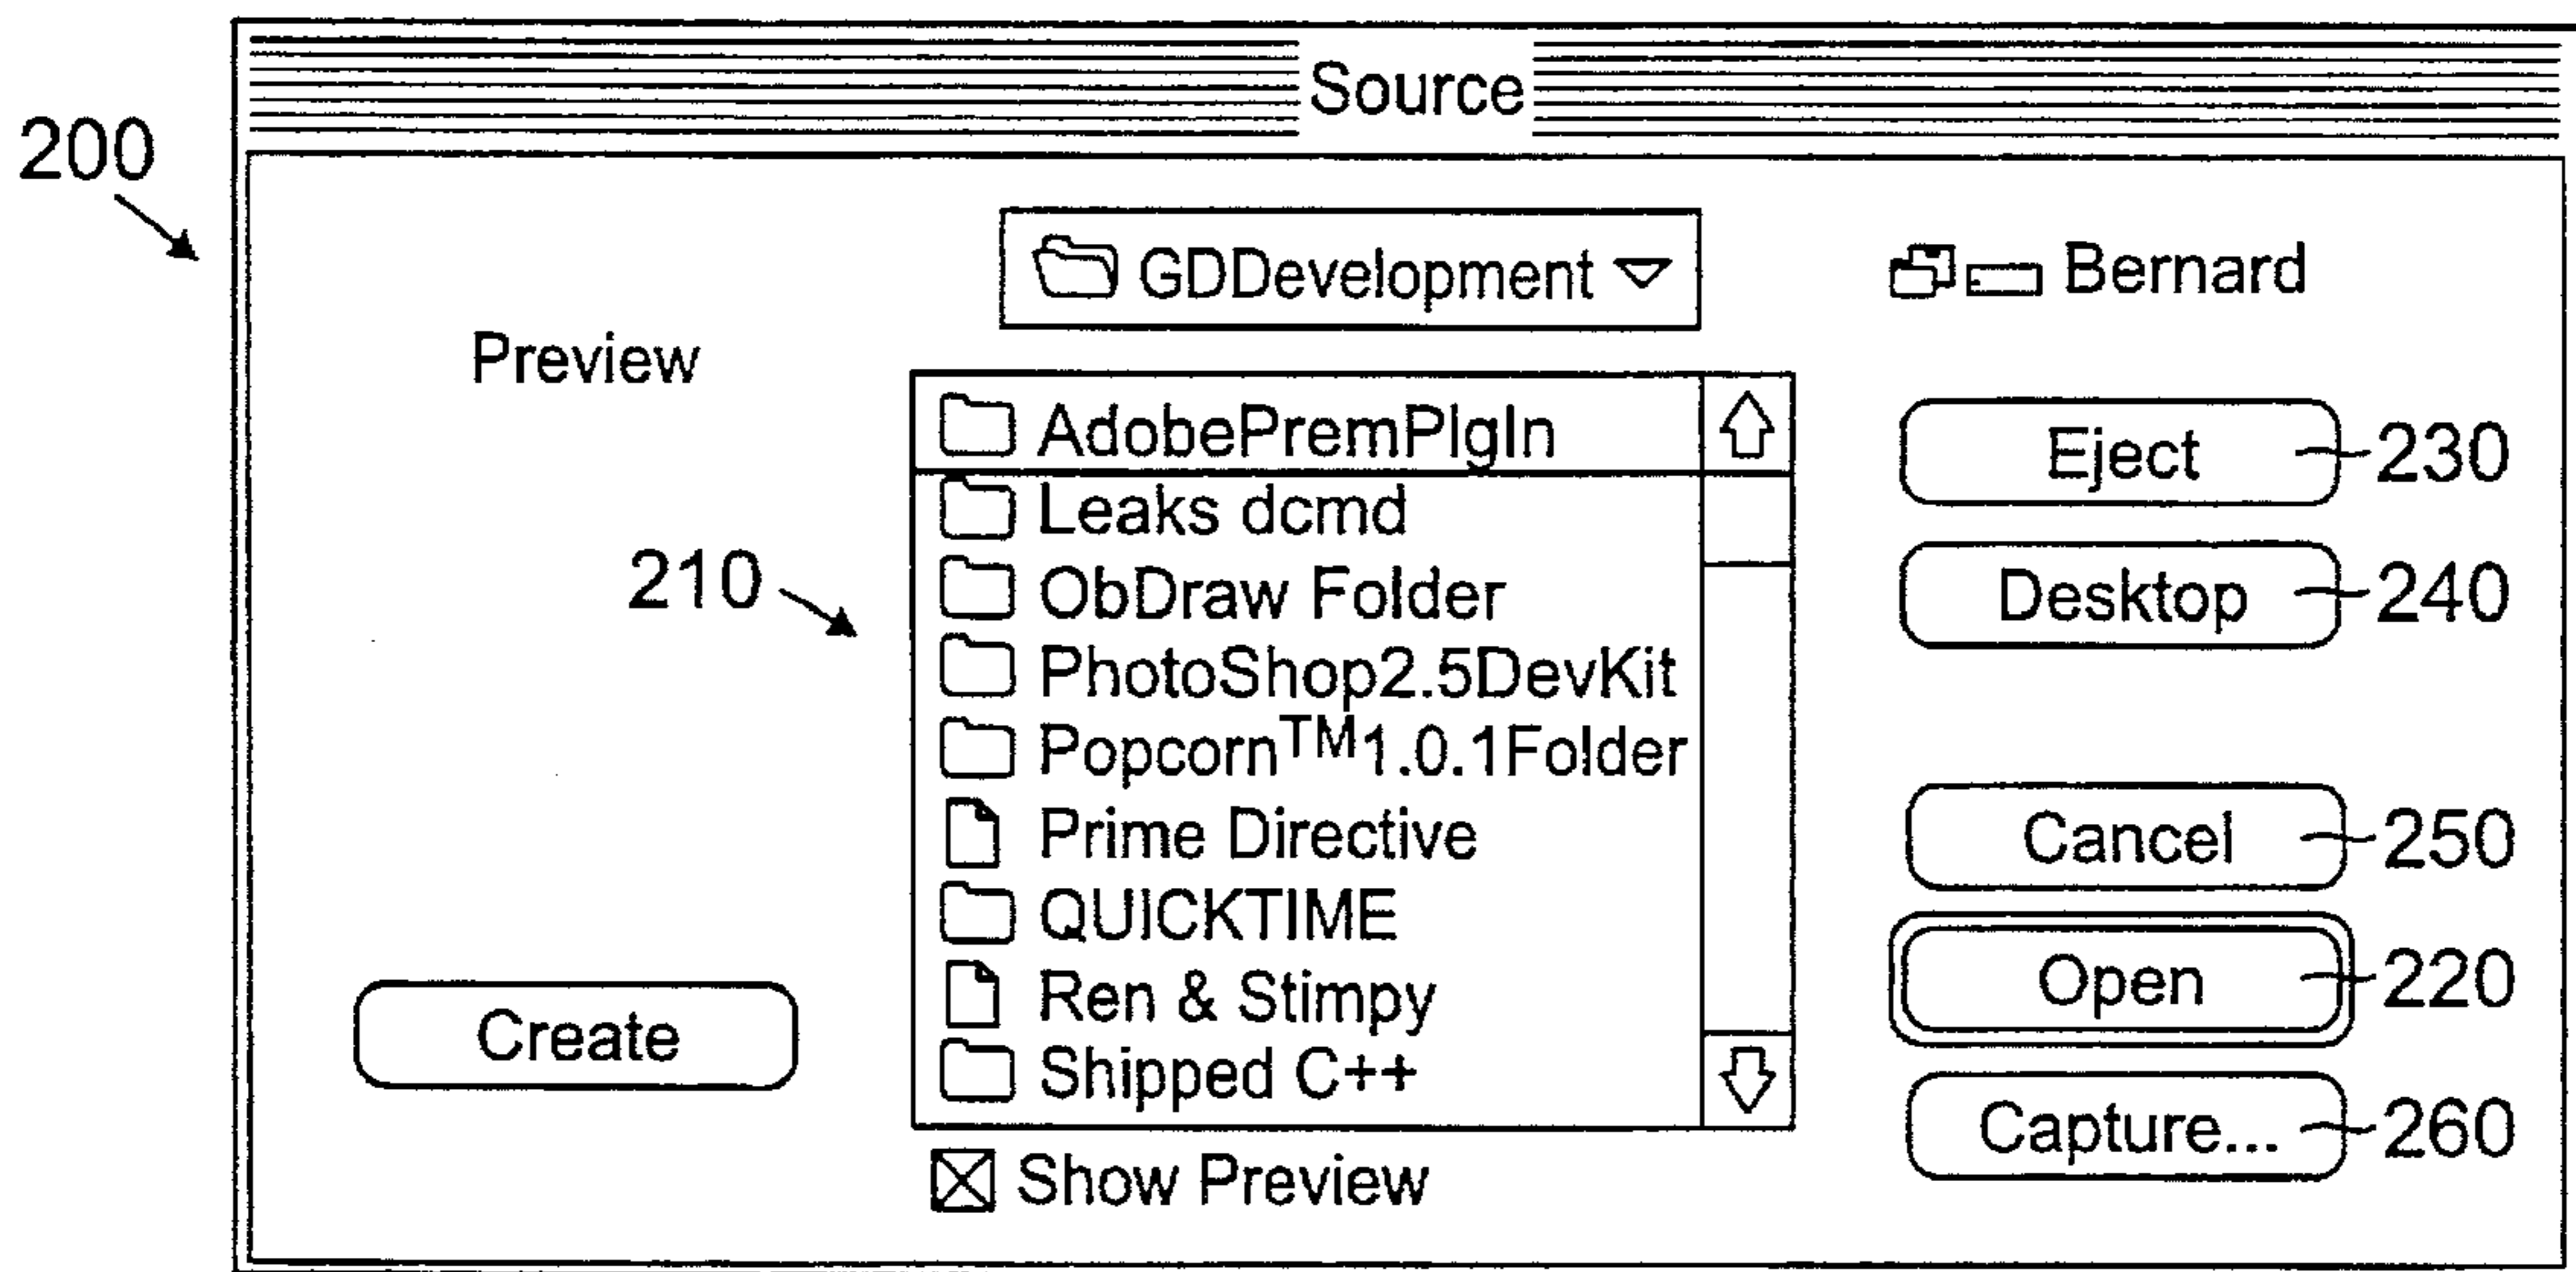 Source
200
GDDevelopment
Bernard
Preview
AdobePremPlgIn
Leaks dcmd
ObDraw Folder
PhotoShop2.5DevKit
Popcorn™1.0.1Folder
Prime Directive
QUICKTIME
Ren & Stimpy
Shipped C++
210
Show Preview
Create
Eject 230
Desktop 240
Cancel 250
Open 220
Capture... 260